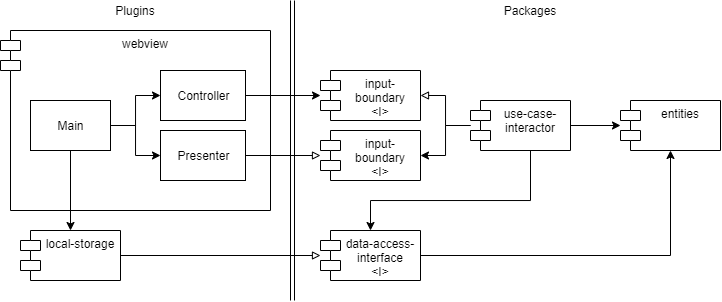 Plugins
Packages
webview
Controller
input-
boundary
<I>
Main
use-case-
interactor
entities
Presenter
input-
boundary
<I>
local-storage
data-access-
interface
<I>